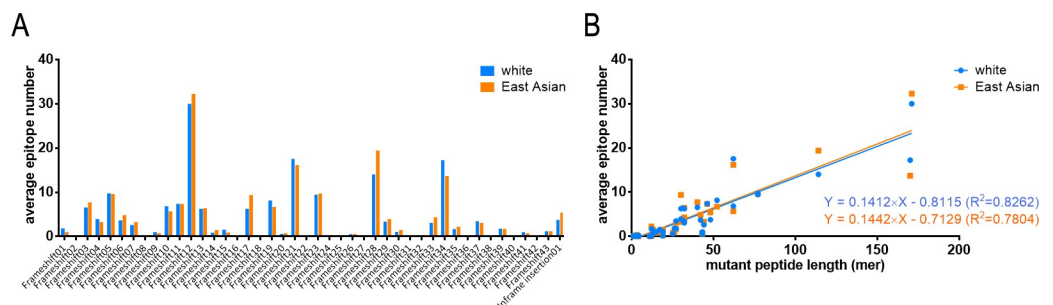 A
average epitope number
40
30
20
10
0
white
East Asian
Frameshift01
Frameshift02
Frameshift03
Frameshift04
Frameshift05
Frameshift06
Frameshift07
Frameshift08
Frameshift09
Frameshift10
Frameshift11
Frameshift12
Frameshift13
Frameshift14
Frameshift15
Frameshift16
Frameshift17
Frameshift18
Frameshift19
Frameshift20
Frameshift21
Frameshift22
Frameshift23
Frameshift24
Frameshift25
Frameshift26
Frameshift27
Frameshift28
Frameshift29
Frameshift30
Frameshift31
Frameshift32
Frameshift33
Frameshift34
Frameshift35
Frameshift36
Frameshift37
Frameshift38
Frameshift39
Frameshift40
Frameshift41
Frameshift42
Frameshift43
Inframe insertion01
B
average epitope number
40
30
20
10
0
white
East Asian
Y = 0.1412×X - 0.8115 (R²=0.8262)
Y = 0.1442×X - 0.7129 (R²=0.7804)
0 50 100 150 200
mutant peptide length (mer)